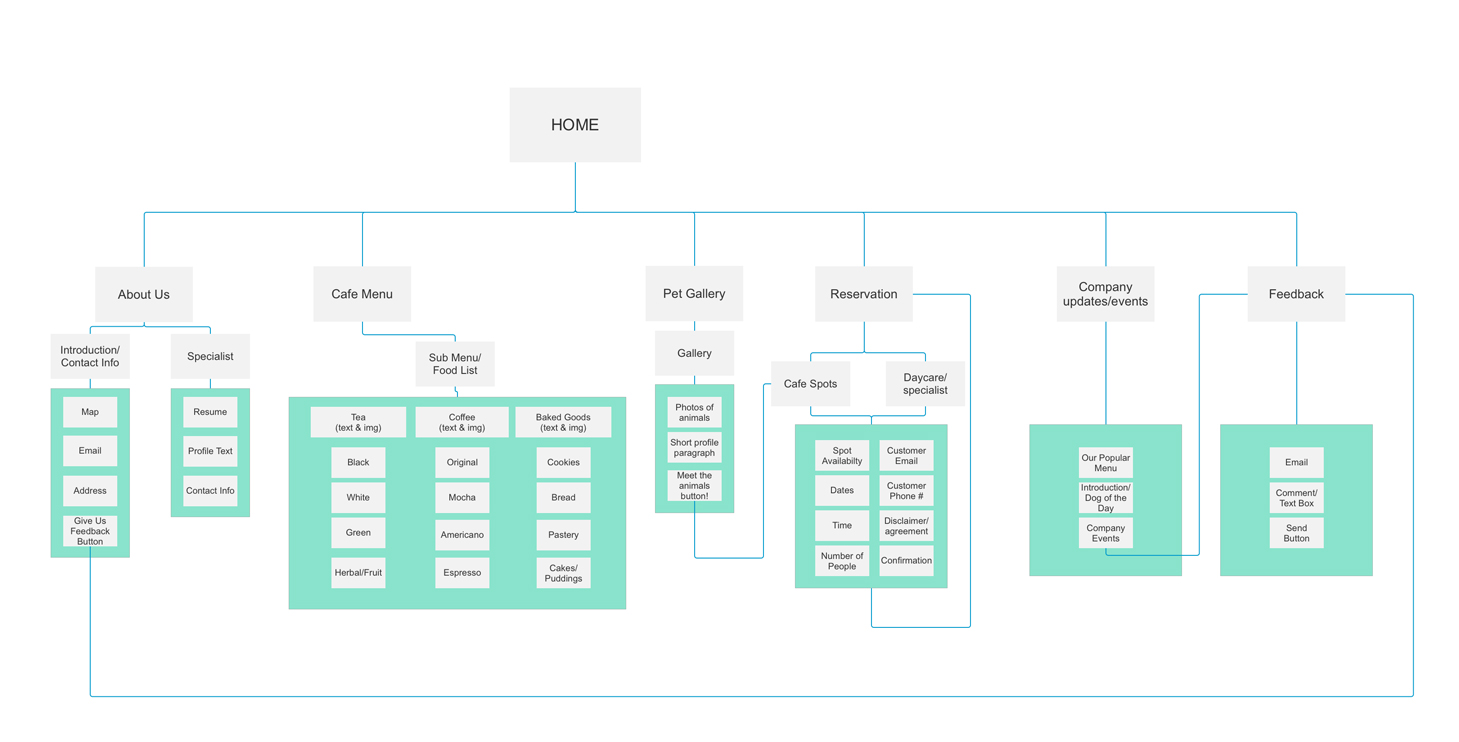 HOME
About Us
Cafe Menu
Pet Gallery
Reservation
Company
updates/events
Feedback
Introduction/
Contact Info
Specialist
Sub Menu/
Food List
Gallery
Cafe Spots
Daycare/
specialist
Map
Email
Address
Give Us
Feedback
Button
Resume
Profile Text
Contact Info
Tea
(text & img)
Coffee
(text & img)
Baked Goods
(text & img)
Black
Original
Cookies
White
Mocha
Bread
Green
Americano
Pastery
Herbal/Fruit
Espresso
Cakes/
Puddings
Photos of
animals
Short profile
paragraph
Meet the
animals
button!
Spot
Availabilty
Customer
Email
Dates
Customer
Phone #
Time
Disclaimer/
agreement
Number of
People
Confirmation
Our Popular
Menu
Introduction/
Dog of the
Day
Company
Events
Email
Comment/
Text Box
Send
Button